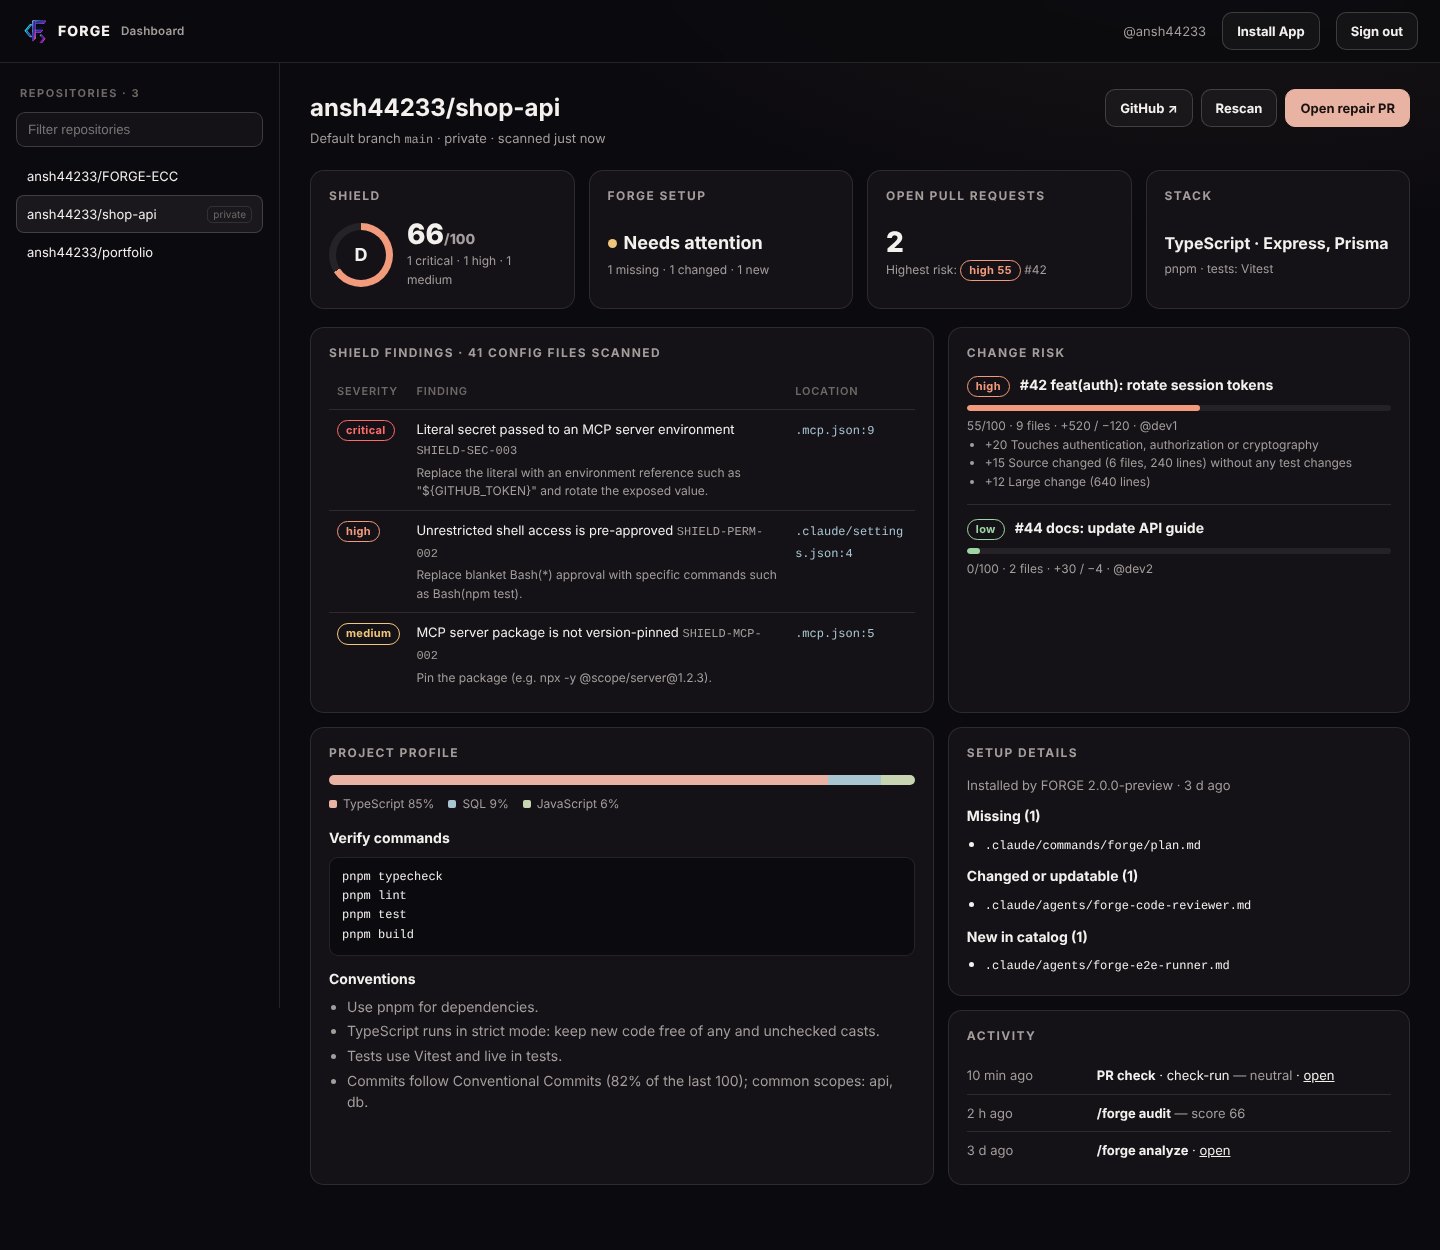 FORGE Dashboard
@ansh44233
Install App
Sign out
REPOSITORIES · 3
Filter repositories
ansh44233/FORGE-ECC
ansh44233/shop-api private
ansh44233/portfolio
ansh44233/shop-api
GitHub ↗
Rescan
Open repair PR
Default branch main · private · scanned just now
SHIELD
D
66/100
1 critical · 1 high · 1
medium
FORGE SETUP
Needs attention
1 missing · 1 changed · 1 new
OPEN PULL REQUESTS
2
Highest risk: high 55 #42
STACK
TypeScript · Express, Prisma
pnpm · tests: Vitest
SHIELD FINDINGS · 41 CONFIG FILES SCANNED
SEVERITY FINDING LOCATION
critical Literal secret passed to an MCP server environment .mcp.json:9
SHIELD-SEC-003
Replace the literal with an environment reference such as
"${GITHUB_TOKEN}" and rotate the exposed value.
high Unrestricted shell access is pre-approved SHIELD-PERM- .claude/setting
002 s.json:4
Replace blanket Bash(*) approval with specific commands such
as Bash(npm test).
medium MCP server package is not version-pinned SHIELD-MCP- .mcp.json:5
002
Pin the package (e.g. npx -y @scope/server@1.2.3).
CHANGE RISK
high #42 feat(auth): rotate session tokens
55/100 · 9 files · +520 / −120 · @dev1
• +20 Touches authentication, authorization or cryptography
• +15 Source changed (6 files, 240 lines) without any test changes
• +12 Large change (640 lines)
low #44 docs: update API guide
0/100 · 2 files · +30 / −4 · @dev2
PROJECT PROFILE
TypeScript 85% SQL 9% JavaScript 6%
Verify commands
pnpm typecheck
pnpm lint
pnpm test
pnpm build
Conventions
• Use pnpm for dependencies.
• TypeScript runs in strict mode: keep new code free of any and unchecked casts.
• Tests use Vitest and live in tests.
• Commits follow Conventional Commits (82% of the last 100); common scopes: api,
db.
SETUP DETAILS
Installed by FORGE 2.0.0-preview · 3 d ago
Missing (1)
• .claude/commands/forge/plan.md
Changed or updatable (1)
• .claude/agents/forge-code-reviewer.md
New in catalog (1)
• .claude/agents/forge-e2e-runner.md
ACTIVITY
10 min ago PR check · check-run — neutral · open
2 h ago /forge audit — score 66
3 d ago /forge analyze · open